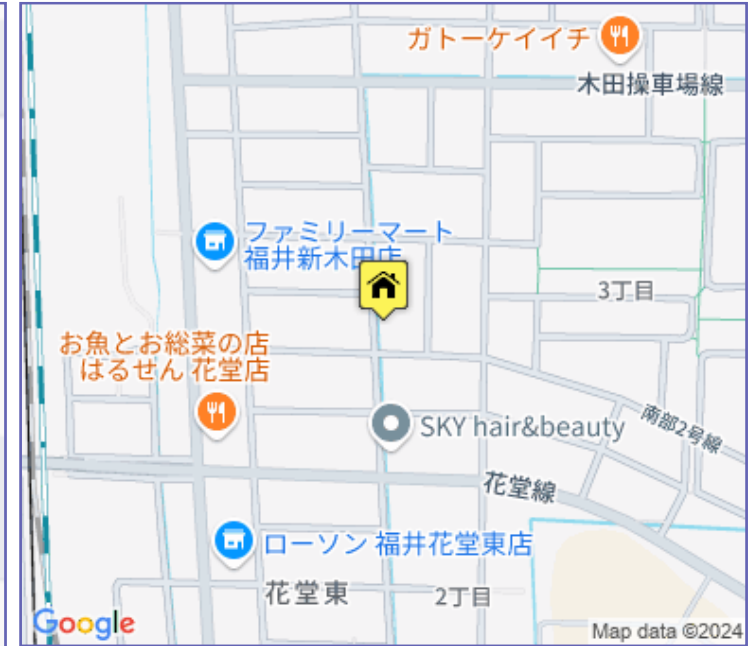 ガトーケイイチ
木田操車場線
ファミリーマート
福井新木田店
3丁目
お魚とお総菜の店
はるせん 花堂店
SKY hair&beauty
南部2号線
花堂線
ローソン 福井花堂東店
花堂東
2丁目
Google
Map data ©2024